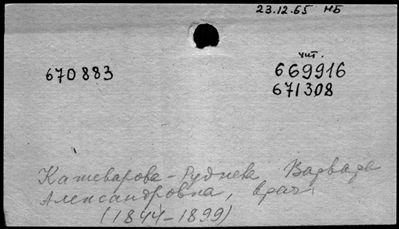 23.12.65 НБ
чит.
670883 669916
671308
Кашеварова-Руднева Варвара
Александровна, врач
(1844-1899)